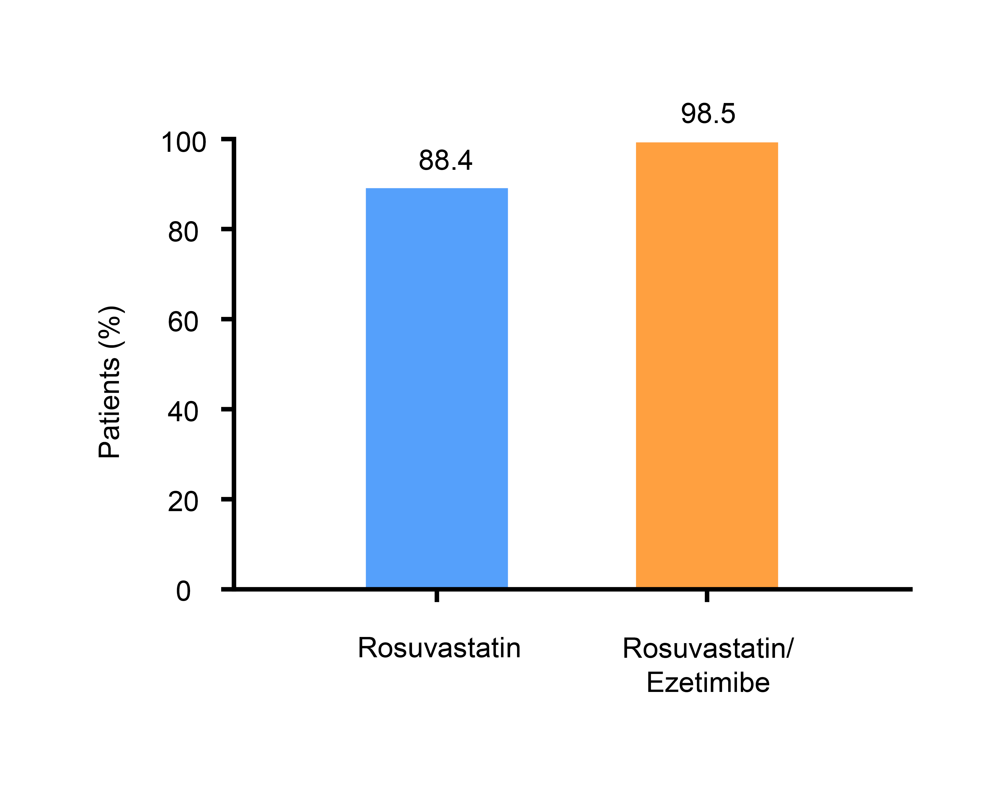 98.5
100
88.4
80
60
Patients (%)
40
20
0
Rosuvastatin
Rosuvastatin/
Ezetimibe